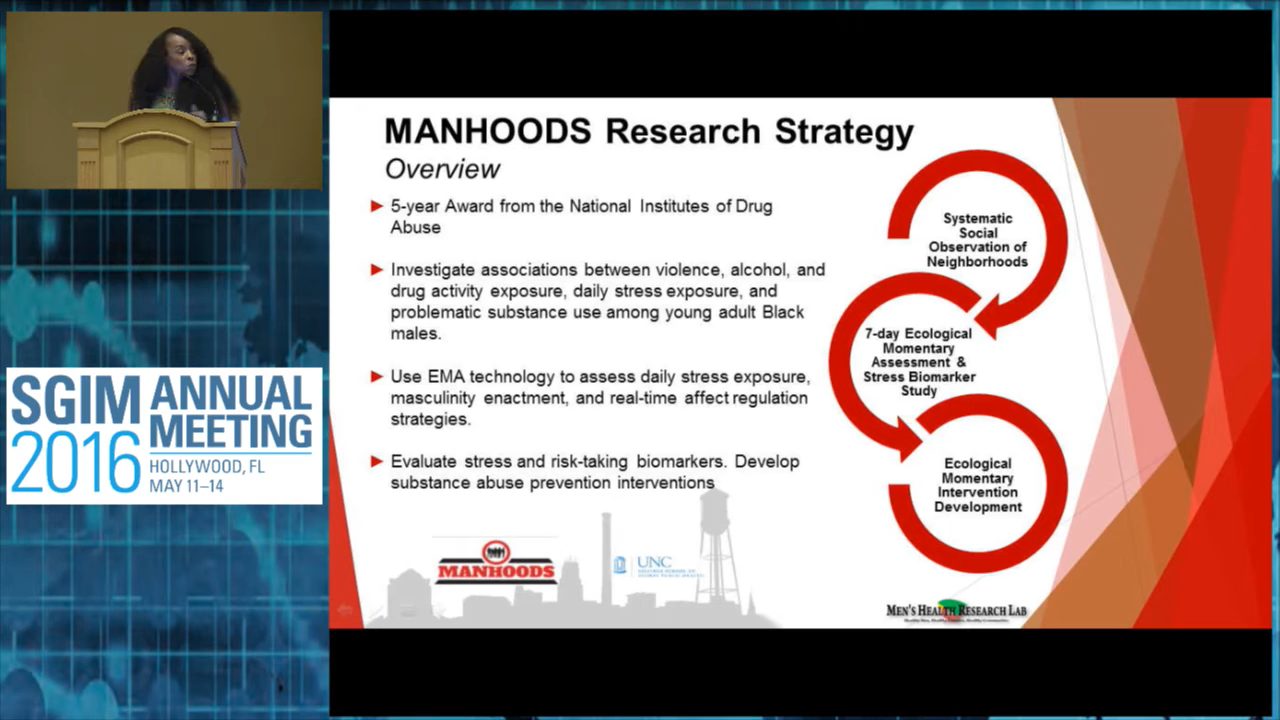 MANHOODS Research Strategy
Overview
5-year Award from the National Institutes of Drug
Abuse
Investigate associations between violence, alcohol, and
drug activity exposure, daily stress exposure, and
problematic substance use among young adult Black
males.
Use EMA technology to assess daily stress exposure,
masculinity enactment, and real-time affect regulation
strategies.
Evaluate stress and risk-taking biomarkers. Develop
substance abuse prevention interventions
Systematic
Social
Observation of
Neighborhoods
7-day Ecological
Momentary
Assessment &
Stress Biomarker
Study
Ecological
Momentary
Intervention
Development
MANHOODS
UNC
MEN'S HEALTH RESEARCH LAB
SGIM ANNUAL
2016 MEETING
HOLLYWOOD, FL
MAY 11–14